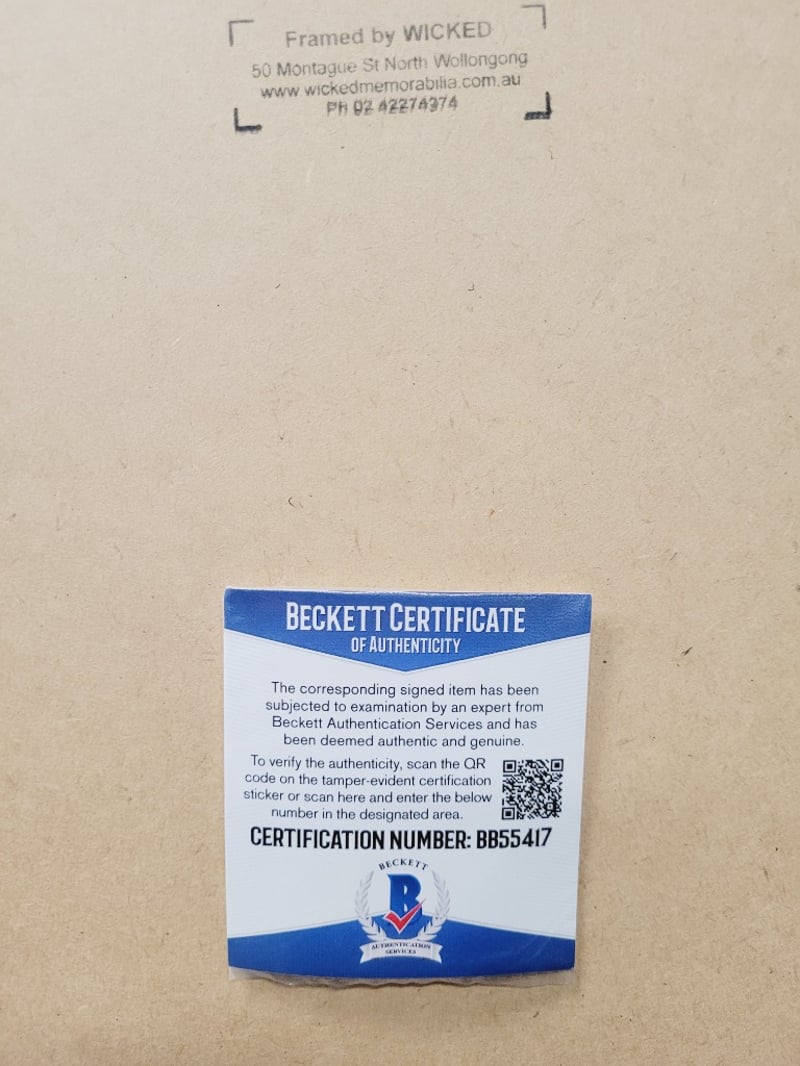 Framed by WICKED
50 Montague St North Wollongong
www.wickedmemorabilia.com.au
Ph 02 42274374
BECKETT CERTIFICATE
OF AUTHENTICITY
The corresponding signed item has been
subjected to examination by an expert from
Beckett Authentication Services and has
been deemed authentic and genuine.
To verify the authenticity, scan the QR
code on the tamper-evident certification
sticker or scan here and enter the below
number in the designated area.
CERTIFICATION NUMBER: BB55417
BECKETT
B
AUTHENTICATION
SERVICES